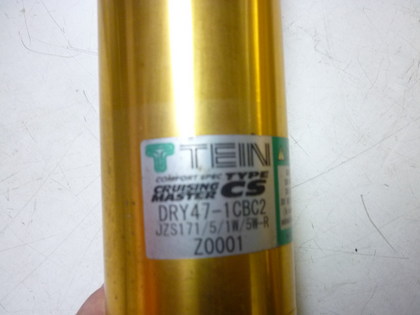 TEIN
COMFORT SPEC TYPE
CRUISING MASTER CS
DRY47-1CBC2
JZS171/5/1W/5W-R
Z0001